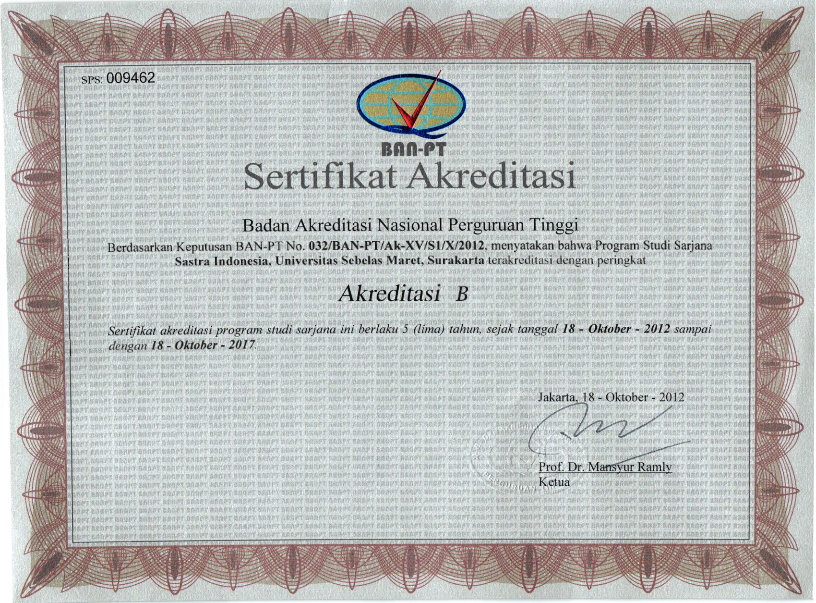 SPS: 009462
BAN-PT
Sertifikat Akreditasi
Badan Akreditasi Nasional Perguruan Tinggi
Berdasarkan Keputusan BAN-PT No. 032/BAN-PT/Ak-XV/S1/X/2012, menyatakan bahwa Program Studi Sarjana
Sastra Indonesia, Universitas Sebelas Maret, Surakarta terakreditasi dengan peringkat
Akreditasi B
Sertifikat akreditasi program studi sarjana ini berlaku 5 (lima) tahun, sejak tanggal 18 - Oktober - 2012 sampai
dengan 18 - Oktober - 2017
Jakarta, 18 - Oktober - 2012
Prof. Dr. Mansyur Ramly
Ketua